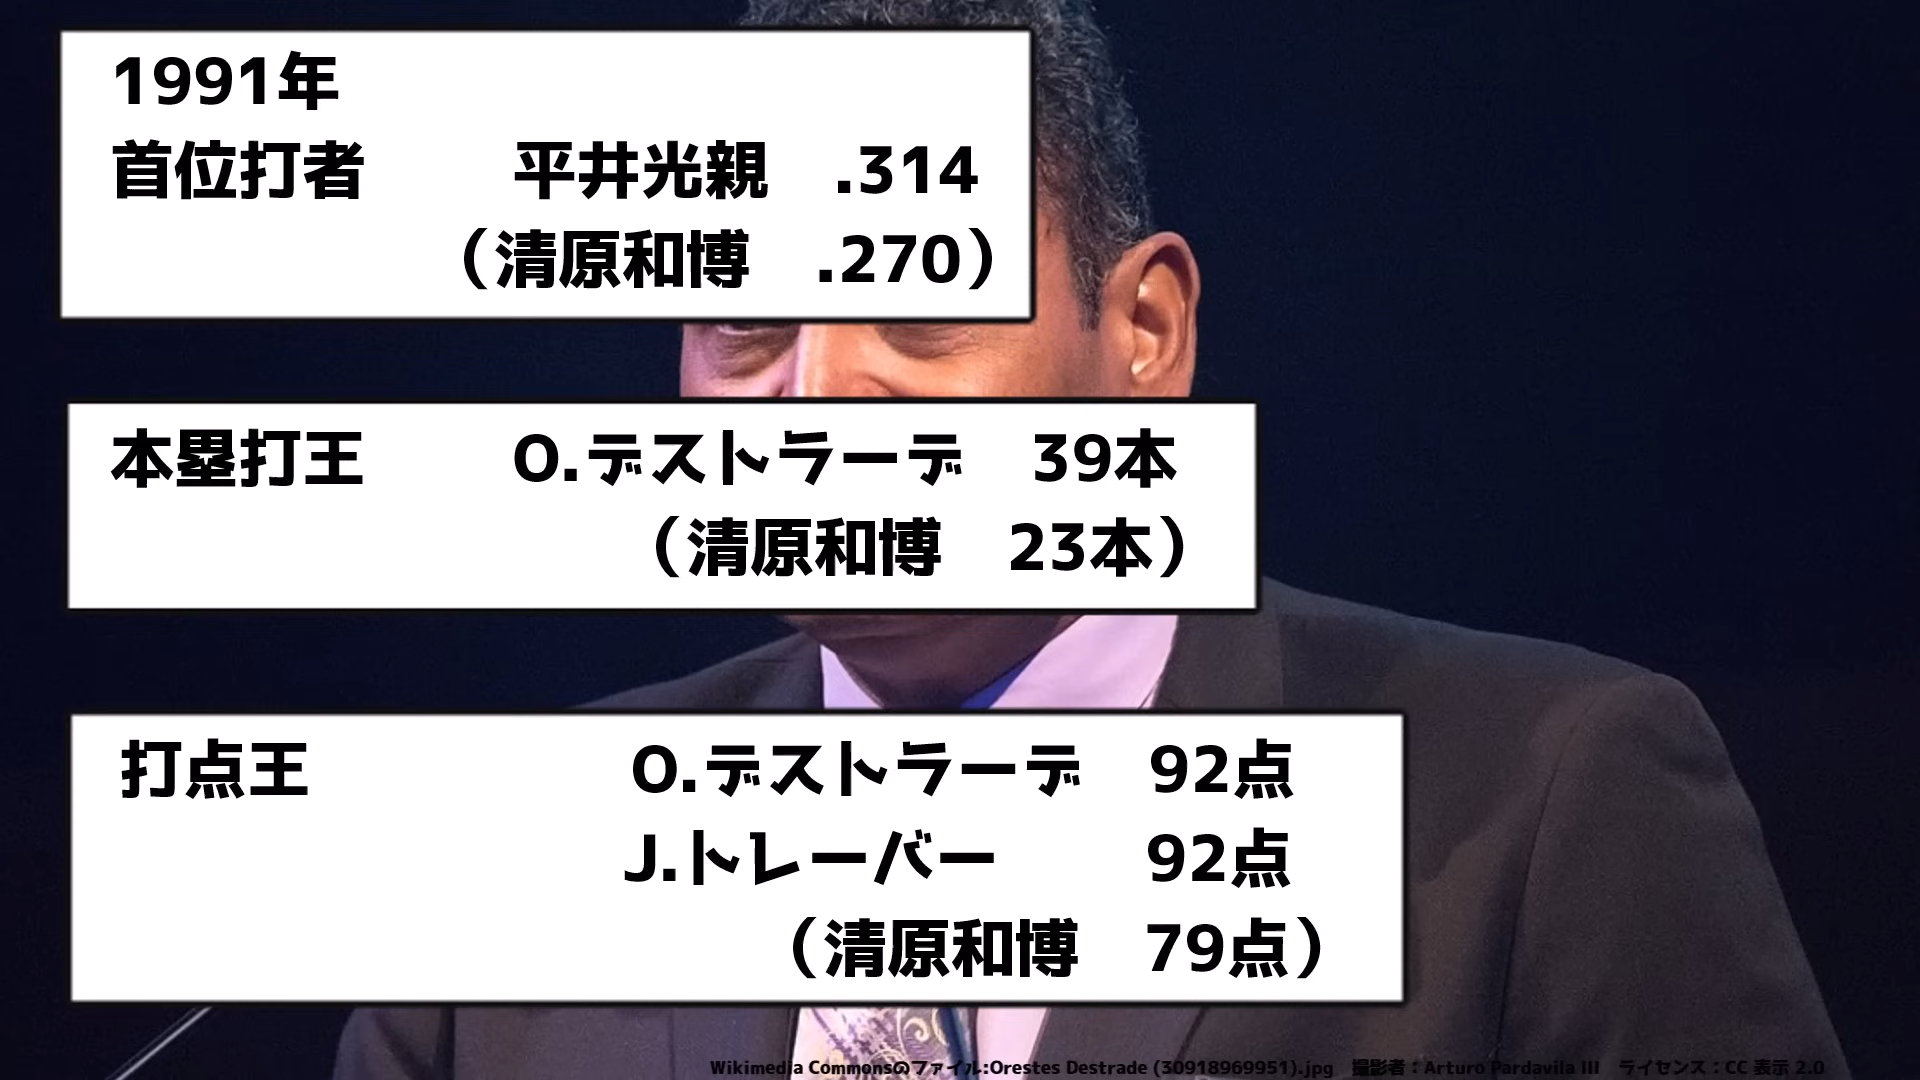 1991年
首位打者　平井光親　.314
（清原和博　.270）
本塁打王　O.デストラーデ　39本
（清原和博　23本）
打点王　O.デストラーデ　92点
J.トレーバー　92点
（清原和博　79点）
Wikimedia Commonsのファイル:Orestes Destrade (30918969951).jpg　撮影者：Arturo Pardavila III　ライセンス：CC 表示 2.0